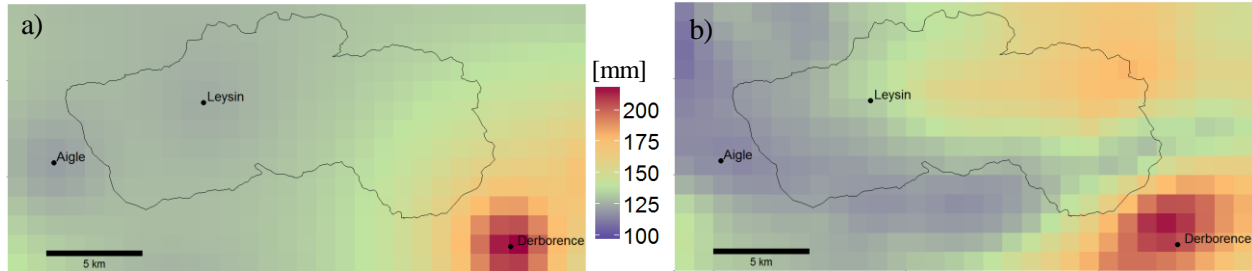 a)
Leysin
Aigle
Derborence
5 km
[mm]
200
175
150
125
100
b)
Leysin
Aigle
Derborence
5 km